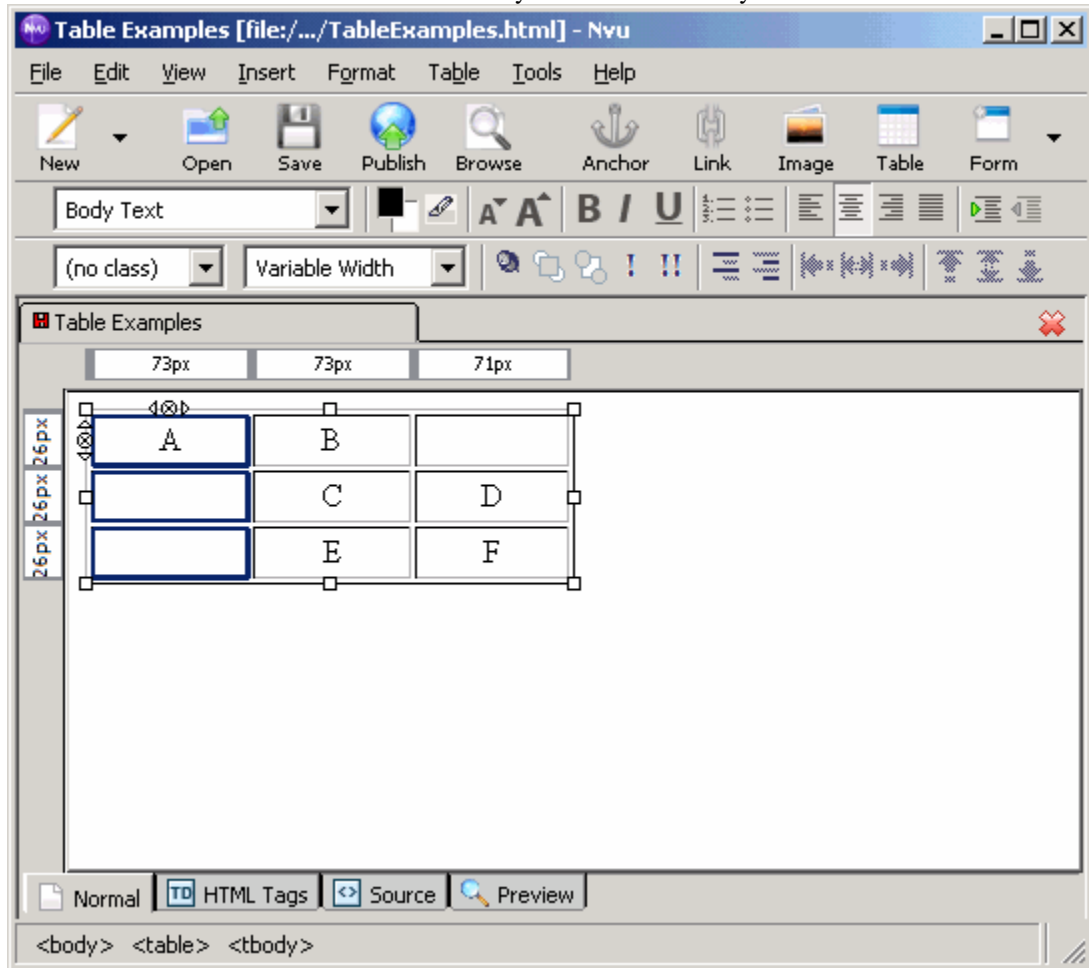 Nvu Table Examples [file:/.../TableExamples.html] - Nvu
File Edit View Insert Format Table Tools Help
New Open Save Publish Browse Anchor Link Image Table Form
Body Text A A B I U
(no class) Variable Width ! !!
Table Examples
73px 73px 71px
26px A B
26px C D
26px E F
Normal TD HTML Tags <> Source Preview
<body> <table> <tbody>